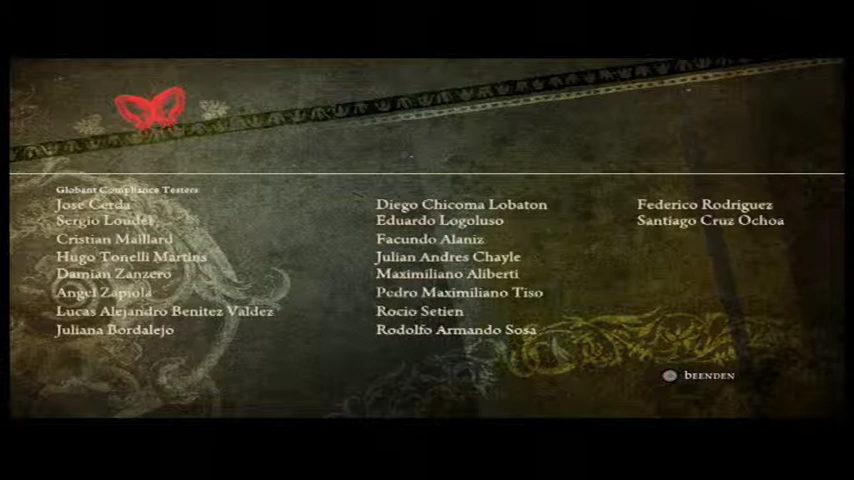 Globant Compliance Testers
Jose Cerda
Sergio Loudet
Cristian Maillard
Hugo Tonelli Martins
Damian Zanzero
Angel Zapiola
Lucas Alejandro Benitez Valdez
Juliana Bordalejo
Diego Chicoma Lobaton
Eduardo Logoluso
Facundo Alaniz
Julian Andres Chayle
Maximiliano Aliberti
Pedro Maximiliano Tiso
Rocio Setien
Rodolfo Armando Sosa
Federico Rodriguez
Santiago Cruz Ochoa
BEENDEN